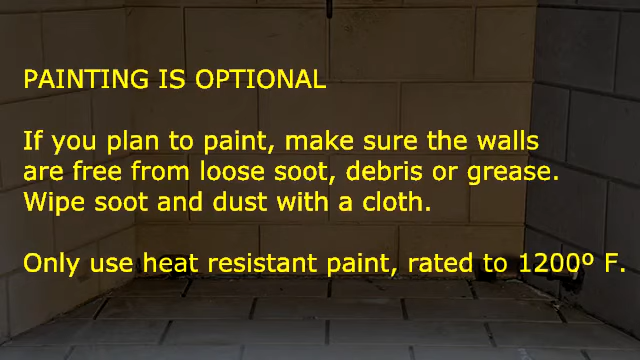 PAINTING IS OPTIONAL
If you plan to paint, make sure the walls
are free from loose soot, debris or grease.
Wipe soot and dust with a cloth.
Only use heat resistant paint, rated to 1200º F.